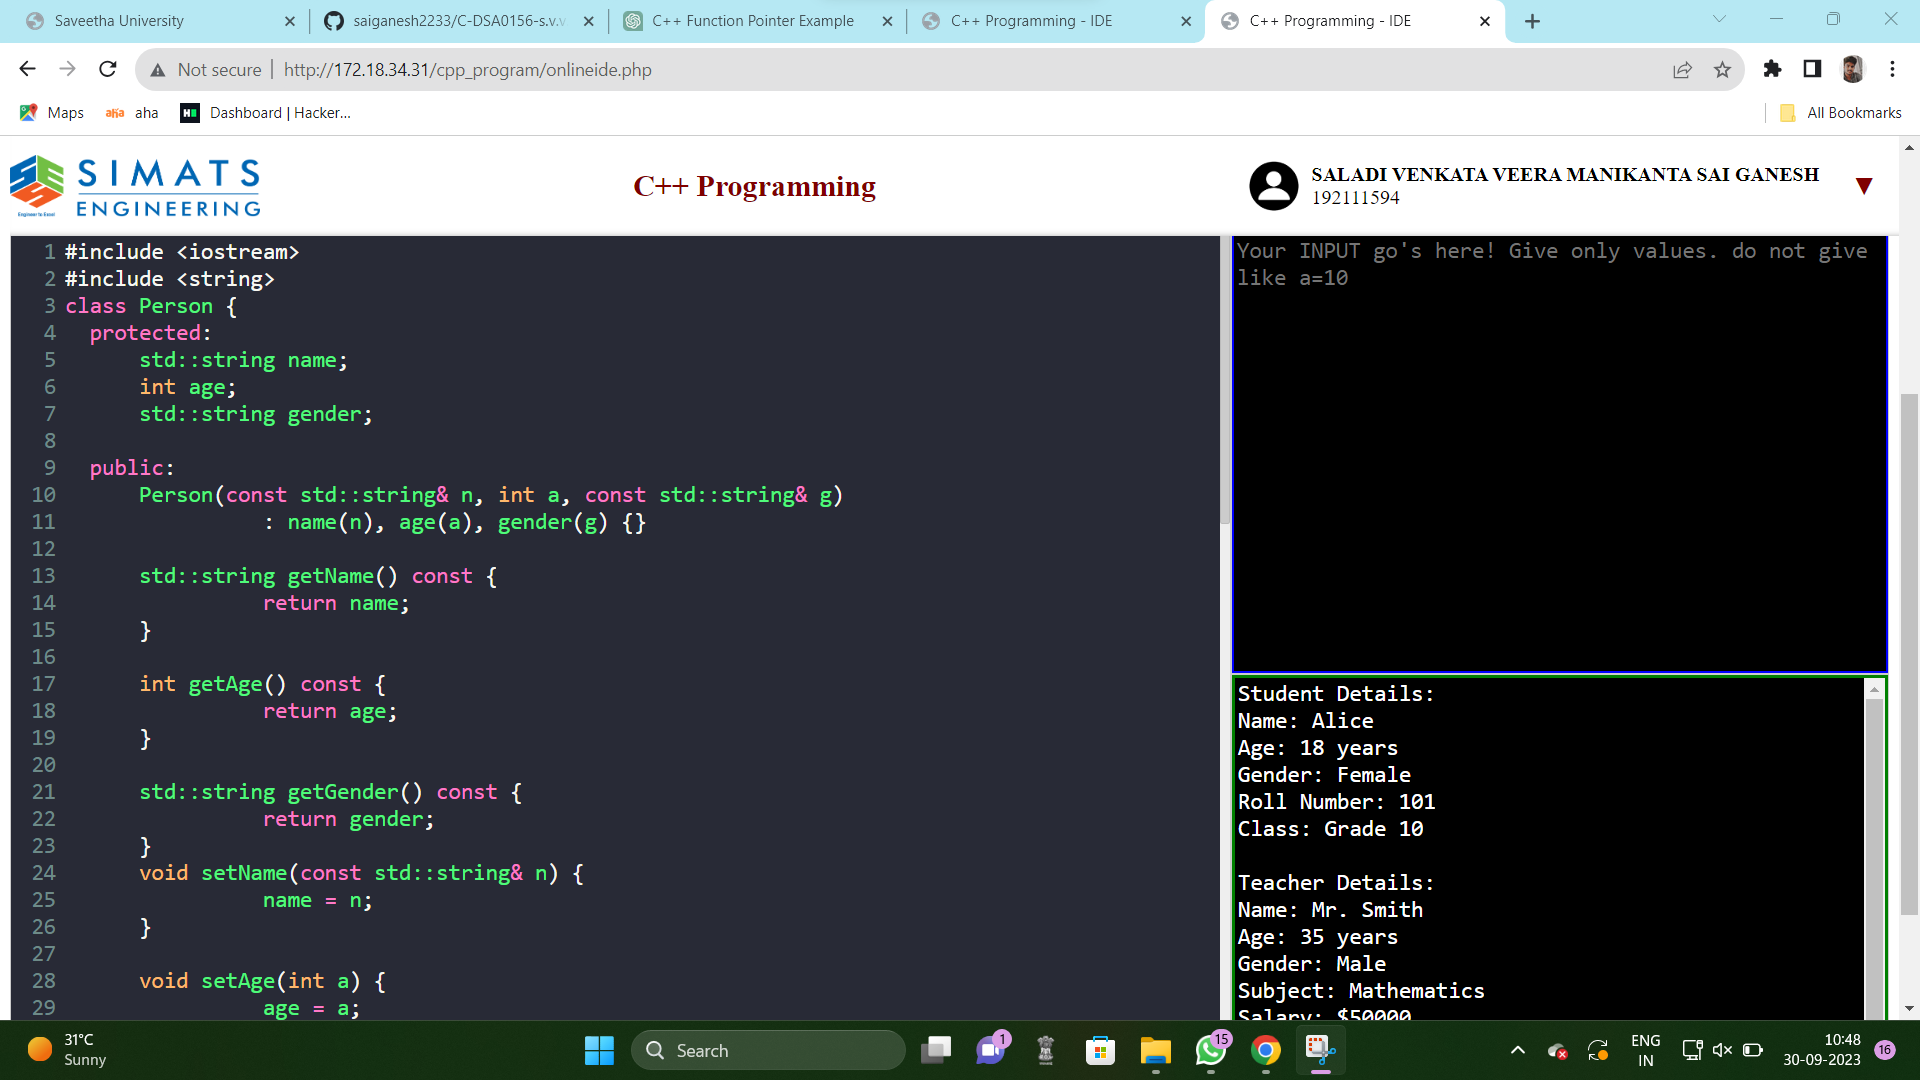 Saveetha University
saiganesh2233/C-DSA0156-s.v.v
C++ Function Pointer Example
C++ Programming - IDE
C++ Programming - IDE
Not secure
http://172.18.34.31/cpp_program/onlineide.php
Maps
aha aha
H Dashboard | Hacker...
All Bookmarks
SIMATS
ENGINEERING
Engineer to Excel
C++ Programming
SALADI VENKATA VEERA MANIKANTA SAI GANESH
192111594
1 #include <iostream>
2 #include <string>
3 class Person {
4 protected:
5 std::string name;
6 int age;
7 std::string gender;
8
9 public:
10 Person(const std::string& n, int a, const std::string& g)
11 : name(n), age(a), gender(g) {}
12
13 std::string getName() const {
14 return name;
15 }
16
17 int getAge() const {
18 return age;
19 }
20
21 std::string getGender() const {
22 return gender;
23 }
24 void setName(const std::string& n) {
25 name = n;
26 }
27
28 void setAge(int a) {
29 age = a;
Your INPUT go's here! Give only values. do not give
like a=10
Student Details:
Name: Alice
Age: 18 years
Gender: Female
Roll Number: 101
Class: Grade 10
Teacher Details:
Name: Mr. Smith
Age: 35 years
Gender: Male
Subject: Mathematics
Salary: $50000
31°C
Sunny
Search
1
15
ENG
IN
10:48
30-09-2023
16